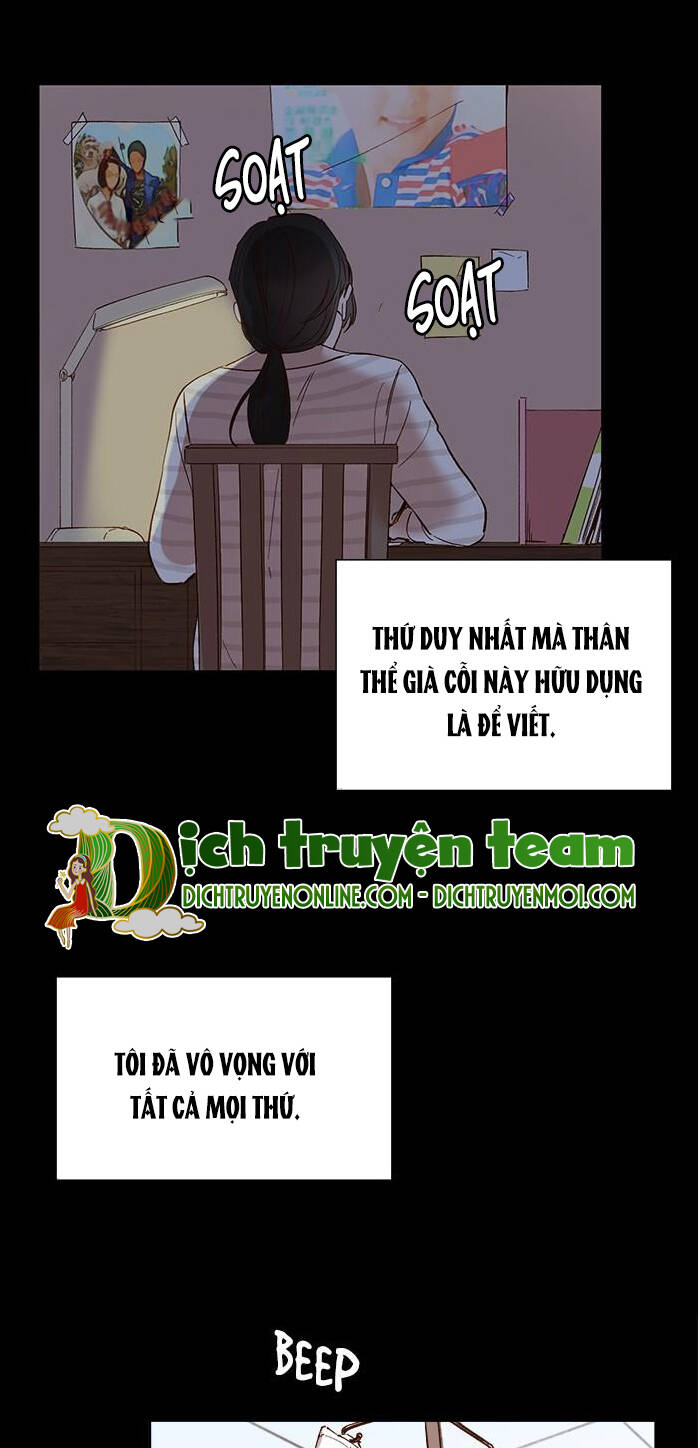 SOẠT
SOẠT
THỨ DUY NHẤT MÀ THÂN
THỂ GIÀ CỖI NÀY HỮU DỤNG
LÀ ĐỂ VIẾT.
Dịch truyện team
DICHTRUYENONLINE.COM - DICHTRUYENMOI.COM
TÔI ĐÃ VÔ VỌNG VỚI
TẤT CẢ MỌI THỨ.
BEEP